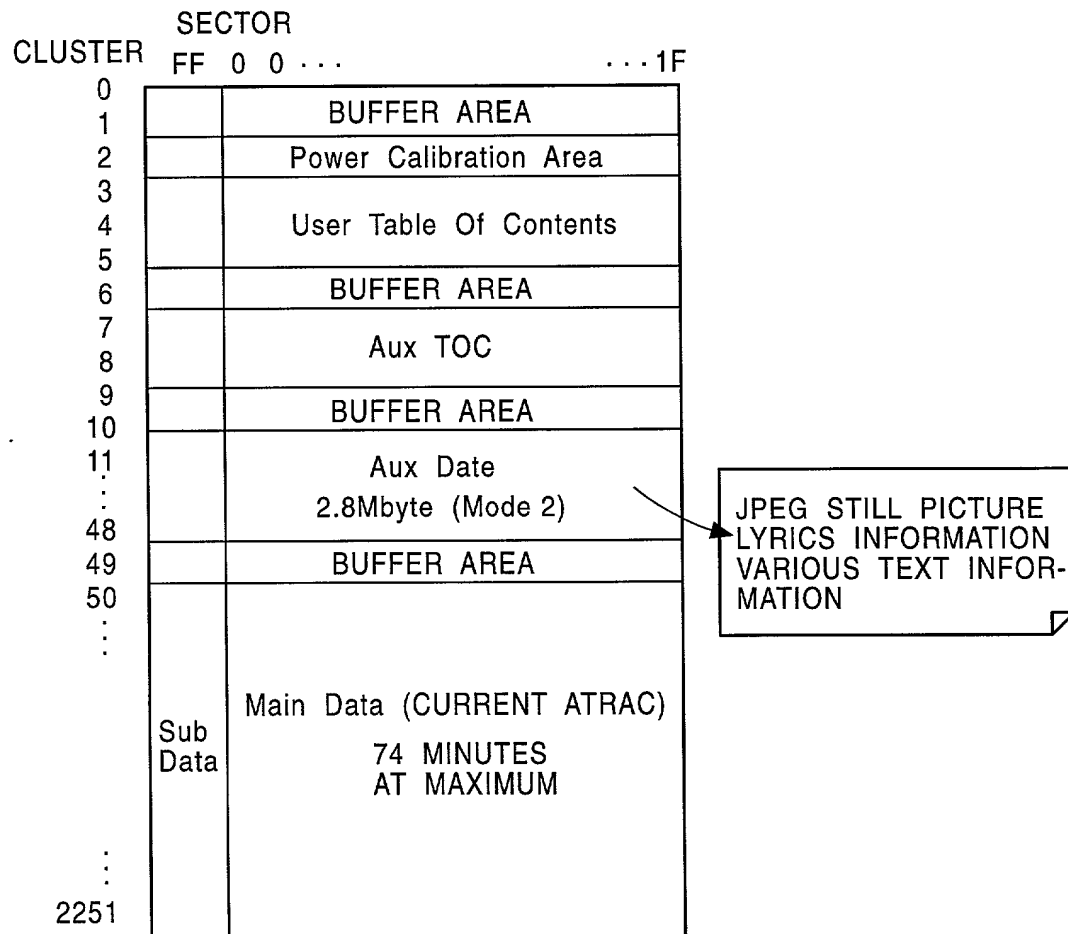 SECTOR
CLUSTER FF 0 0 ··· ···1F
0
1
BUFFER AREA
2
Power Calibration Area
3
4
5
User Table Of Contents
6
BUFFER AREA
7
8
Aux TOC
9
BUFFER AREA
10
11
⋮
48
Aux Date
2.8Mbyte (Mode 2)
JPEG STILL PICTURE
LYRICS INFORMATION
VARIOUS TEXT INFOR-
MATION
49
BUFFER AREA
50
⋮
Sub
Data
Main Data (CURRENT ATRAC)
74 MINUTES
AT MAXIMUM
⋮
2251